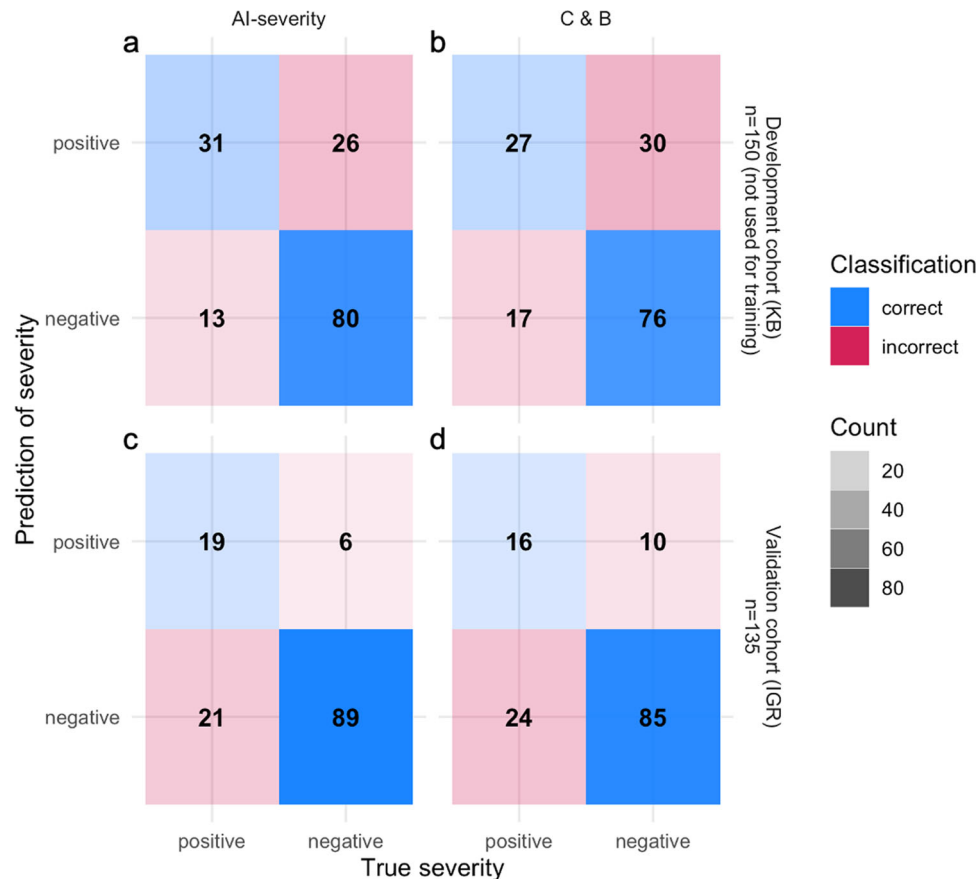 AI-severity
C & B
a
b
positive
31
26
27
30
negative
13
80
17
76
Development cohort (KB)
n=150 (not used for training)
c
d
positive
19
6
16
10
negative
21
89
24
85
Validation cohort (IGR)
n=135
positive
negative
positive
negative
True severity
Prediction of severity
Classification
correct
incorrect
Count
20
40
60
80